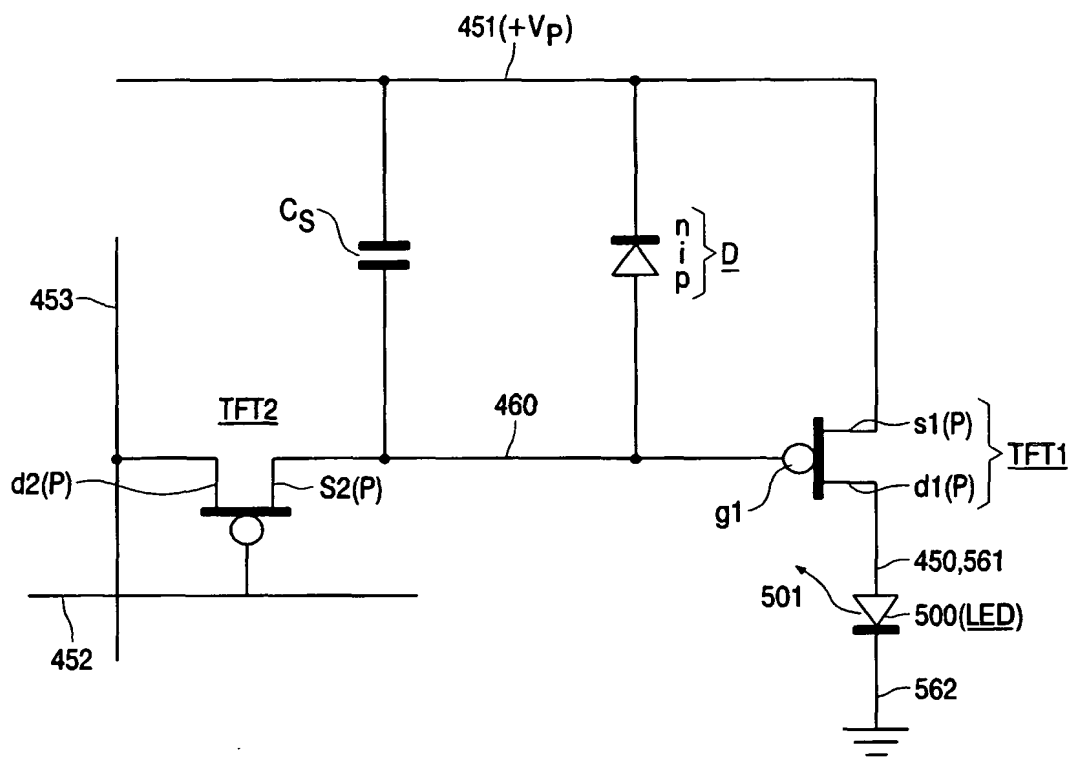 451(+VP)
CS
n
i
p
D
453
TFT2
460
s1(P)
TFT1
d2(P)
S2(P)
d1(P)
g1
450,561
501
500(LED)
452
562